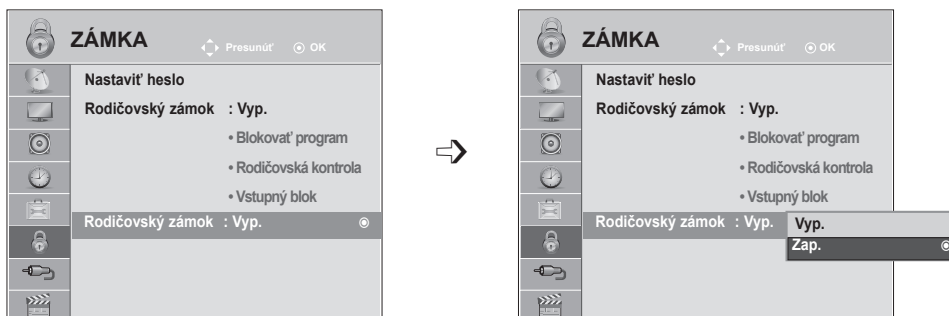 ZÁMKA
Presunúť OK
Nastaviť heslo
Rodičovský zámok : Vyp.
• Blokovať program
• Rodičovská kontrola
• Vstupný blok
Rodičovský zámok : Vyp.
ZÁMKA
Presunúť OK
Nastaviť heslo
Rodičovský zámok : Vyp.
• Blokovať program
• Rodičovská kontrola
• Vstupný blok
Rodičovský zámok : Vyp.
Vyp.
Zap.